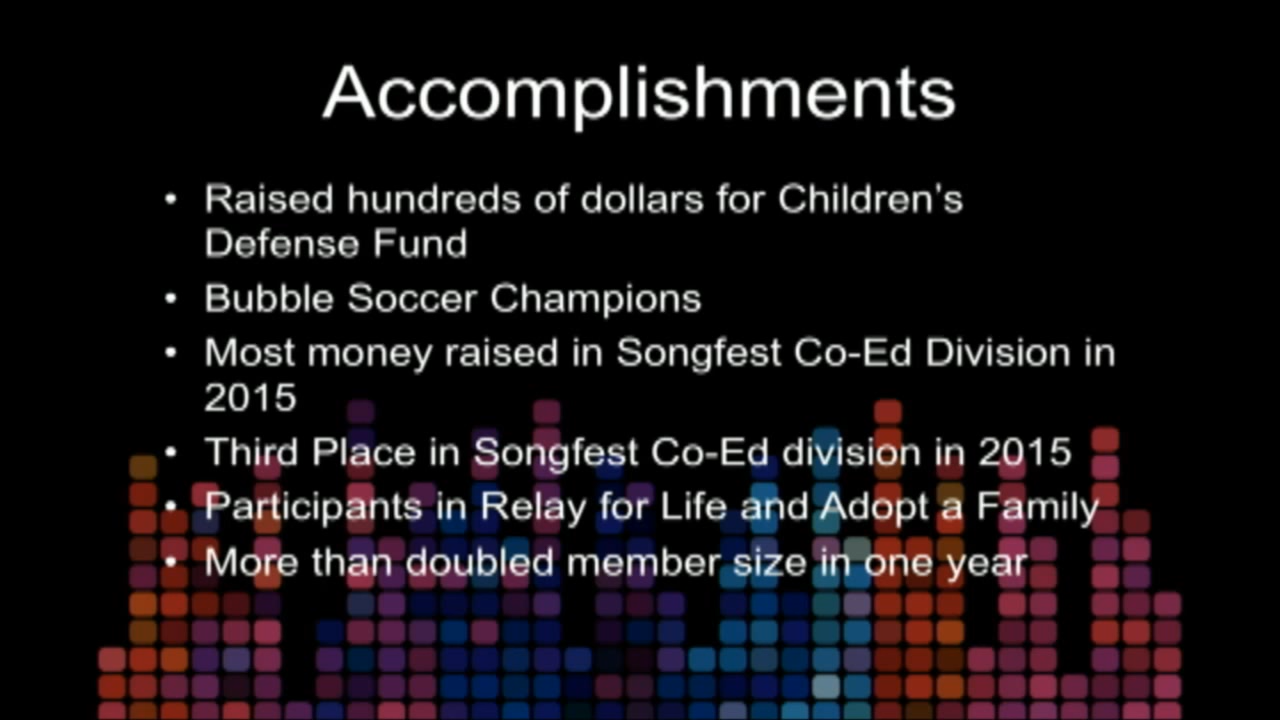 Accomplishments
• Raised hundreds of dollars for Children's
Defense Fund
• Bubble Soccer Champions
• Most money raised in Songfest Co-Ed Division in
2015
• Third Place in Songfest Co-Ed division in 2015
• Participants in Relay for Life and Adopt a Family
• More than doubled member size in one year